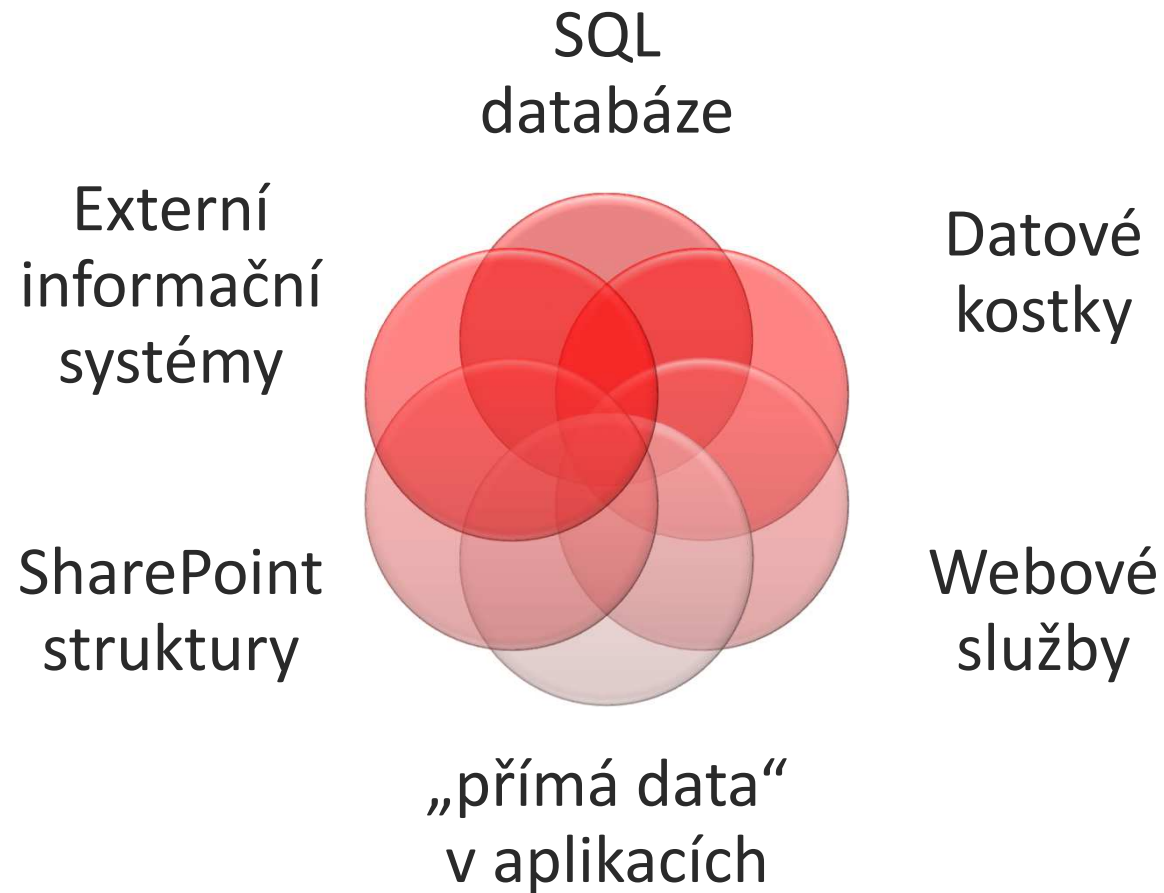 SQL
databáze
Externí
informační
systémy
Datové
kostky
SharePoint
struktury
Webové
služby
„přímá data“
v aplikacích